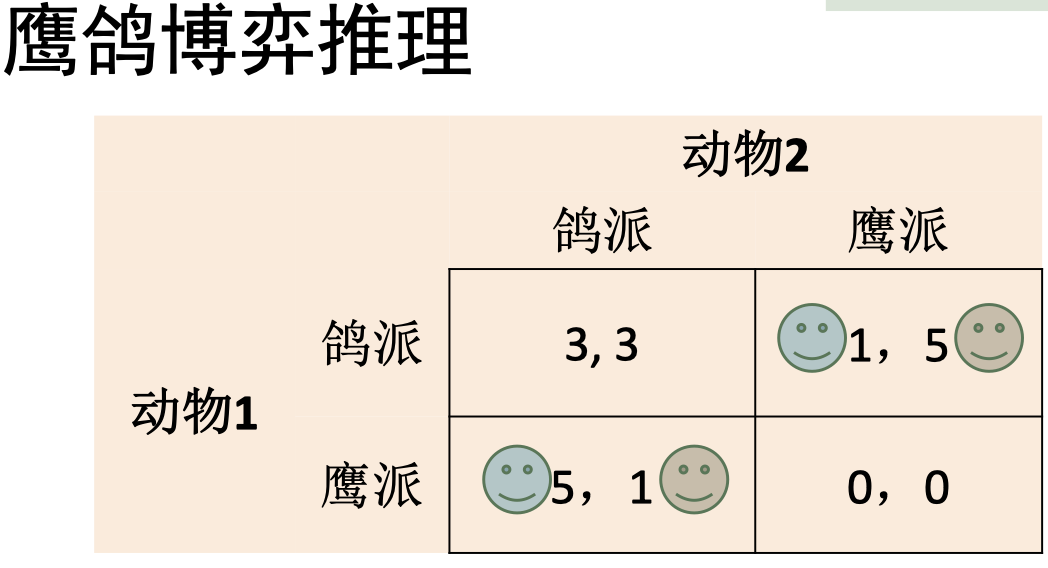 鹰鸽博弈推理
动物2
鸽派 鹰派
鸽派 3, 3 1， 5
动物1
鹰派 5， 1 0， 0